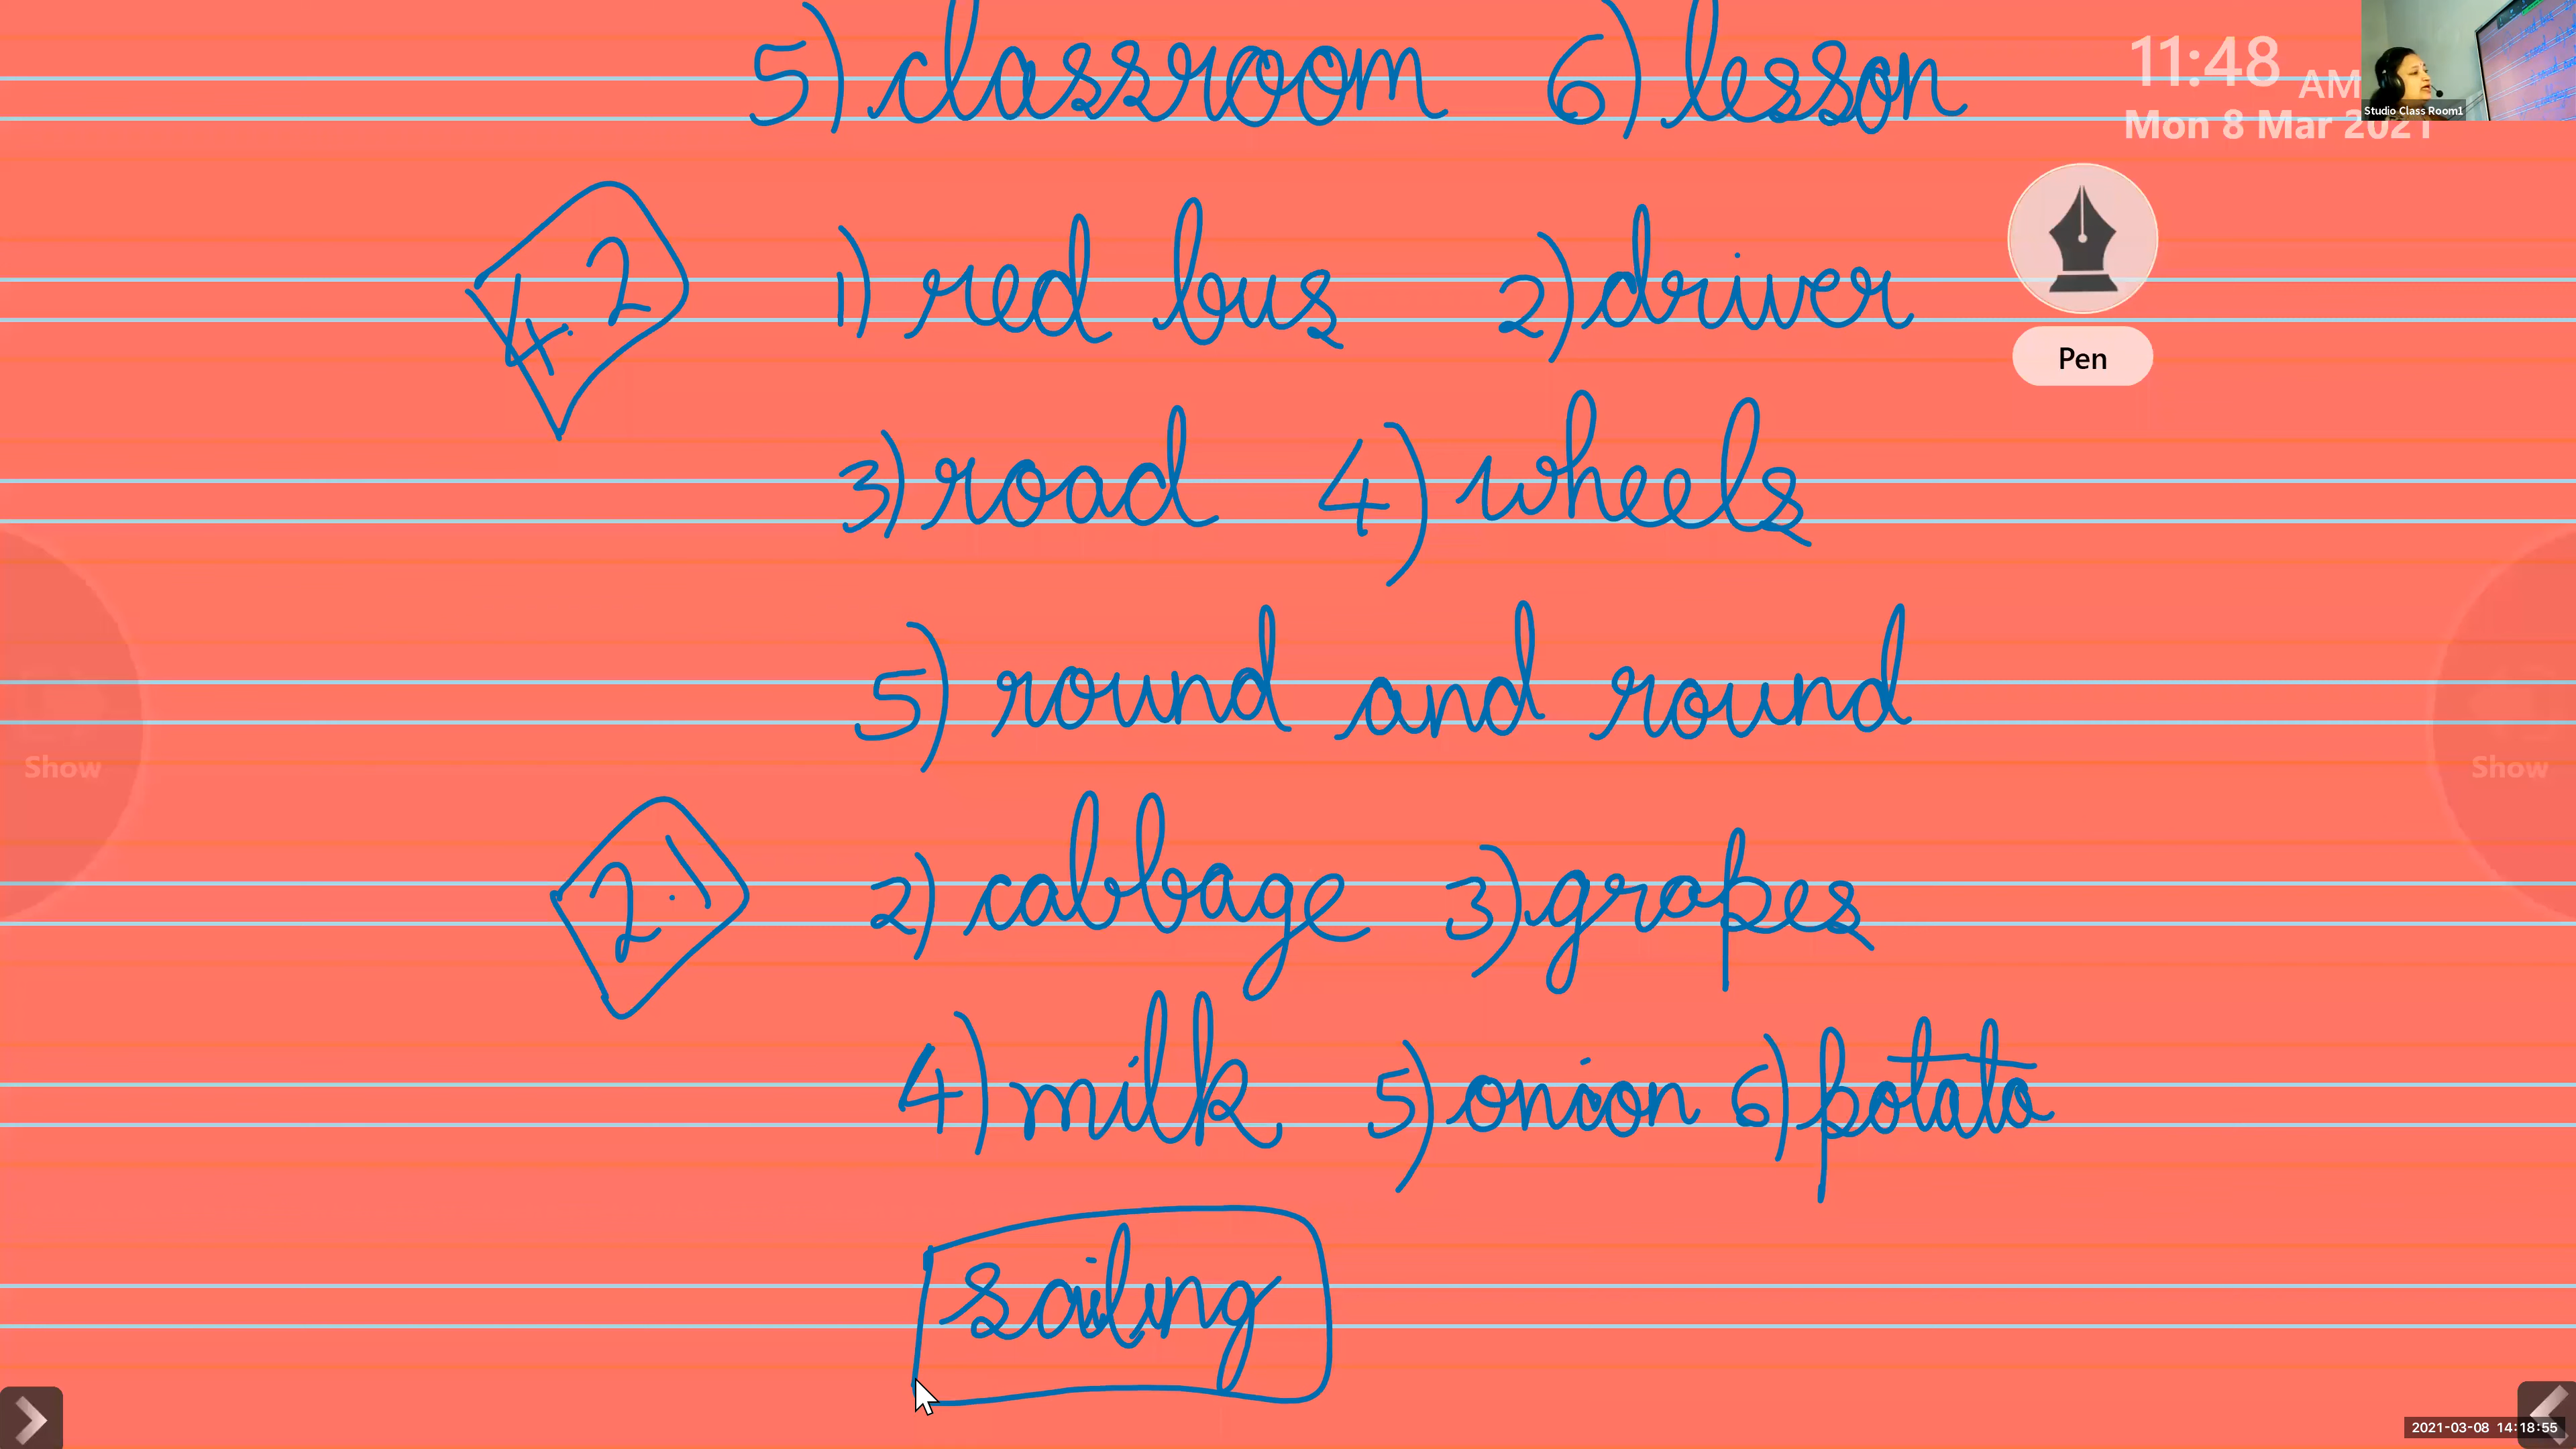 5) classroom 6) lesson
11:48 AM
Studio Class Room1
Mon 8 Mar 2021
4.2 1) red bus 2) driver
Pen
3) road 4) wheels
5) round and round
Show Show
2.1 2) cabbage 3) grapes
4) milk 5) onion 6) potato
sailing
2021-03-08 14:18:55